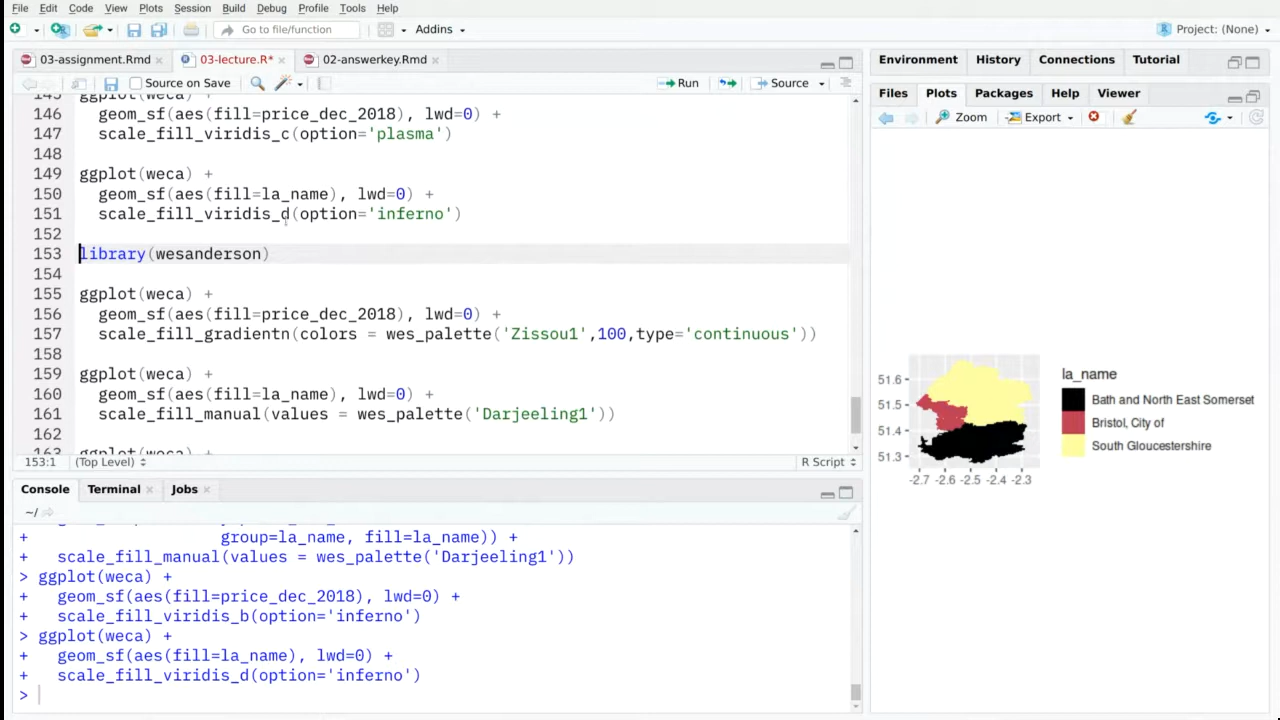 File Edit Code View Plots Session Build Debug Profile Tools Help
Go to file/function Addins Project: (None)
03-assignment.Rmd 03-lecture.R* 02-answerkey.Rmd
Source on Save Run Source
145 ggplot(weca) +
146 geom_sf(aes(fill=price_dec_2018), lwd=0) +
147 scale_fill_viridis_c(option='plasma')
148
149 ggplot(weca) +
150 geom_sf(aes(fill=la_name), lwd=0) +
151 scale_fill_viridis_d(option='inferno')
152
153 library(wesanderson)
154
155 ggplot(weca) +
156 geom_sf(aes(fill=price_dec_2018), lwd=0) +
157 scale_fill_gradientn(colors = wes_palette('Zissou1',100,type='continuous'))
158
159 ggplot(weca) +
160 geom_sf(aes(fill=la_name), lwd=0) +
161 scale_fill_manual(values = wes_palette('Darjeeling1'))
162
163 ggplot(weca) +
153:1 (Top Level) R Script
Console Terminal Jobs
~/
+ group=la_name, fill=la_name)) +
+ scale_fill_manual(values = wes_palette('Darjeeling1'))
> ggplot(weca) +
+ geom_sf(aes(fill=price_dec_2018), lwd=0) +
+ scale_fill_viridis_b(option='inferno')
> ggplot(weca) +
+ geom_sf(aes(fill=la_name), lwd=0) +
+ scale_fill_viridis_d(option='inferno')
>
Environment History Connections Tutorial
Files Plots Packages Help Viewer
Zoom Export
la_name
Bath and North East Somerset
Bristol, City of
South Gloucestershire
51.6
51.5
51.4
51.3
-2.7 -2.6 -2.5 -2.4 -2.3